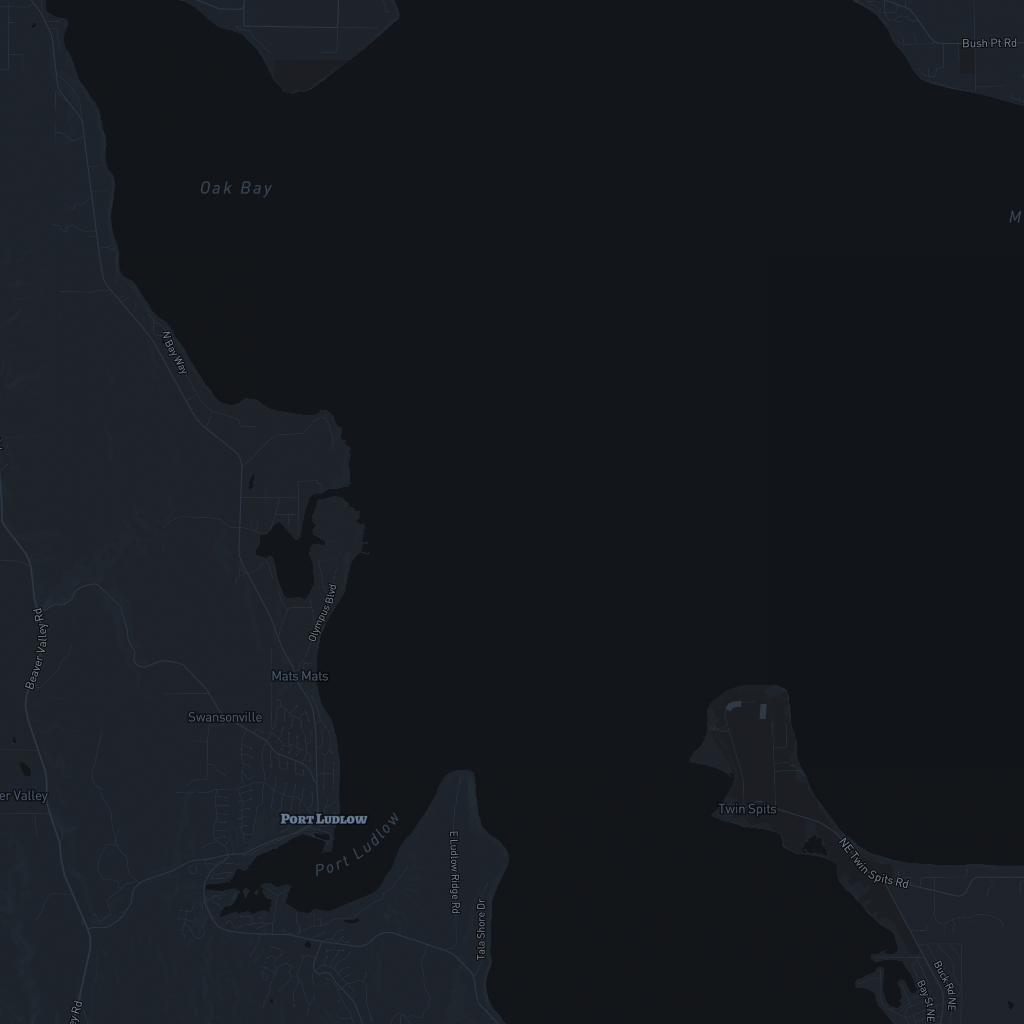 Bush Pt Rd
Oak Bay
M
N Bay Way
Olympus Blvd
Beaver Valley Rd
Mats Mats
Swansonville
er Valley
Twin Spits
Port Ludlow
Port Ludlow
E Ludlow Ridge Rd
NE Twin Spits Rd
Tala Shore Dr
Buck Rd NE
Bay St NE
ey Rd